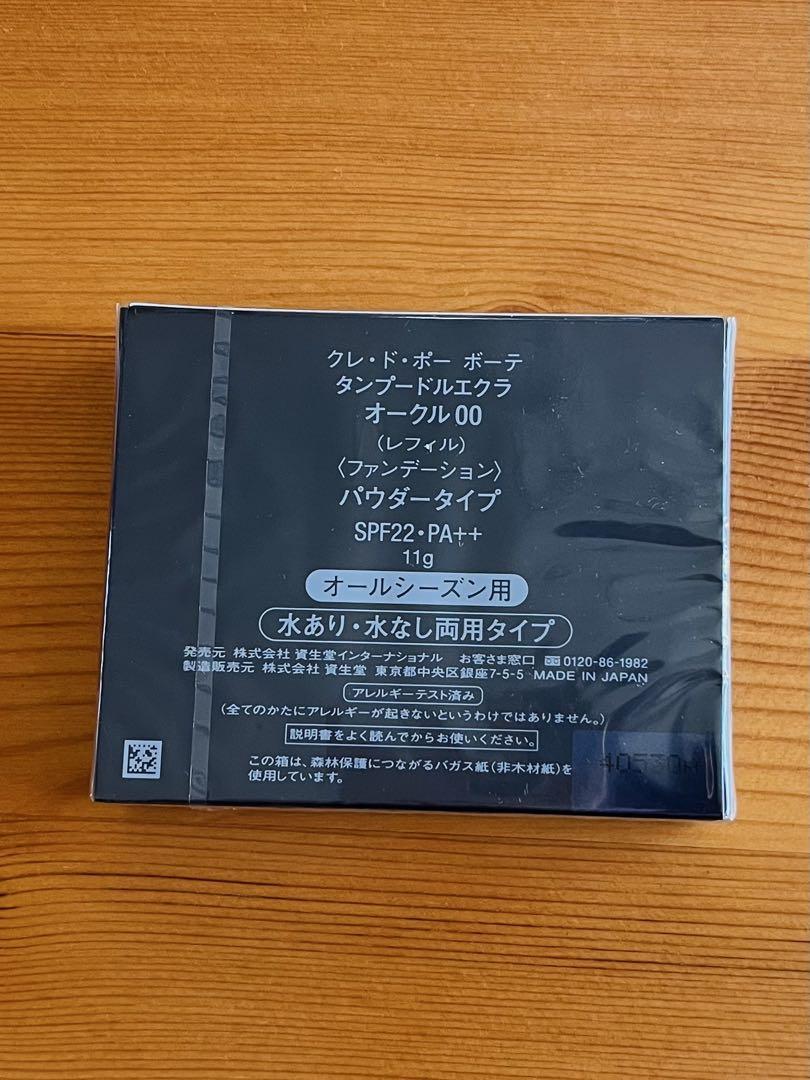 クレ・ド・ポー ボーテ
タンプードルエクラ
オークル00
(レフィル)
〈ファンデーション〉
パウダータイプ
SPF22・PA++
11g
オールシーズン用
水あり・水なし両用タイプ
発売元 株式会社 資生堂インターナショナル お客さま窓口 0120-86-1982
製造販売元 株式会社 資生堂 東京都中央区銀座7-5-5 MADE IN JAPAN
アレルギーテスト済み
(全てのかたにアレルギーが起きないというわけではありません。)
説明書をよく読んでからお使いください。
この箱は、森林保護につながるバガス紙(非木材紙)を
使用しています。